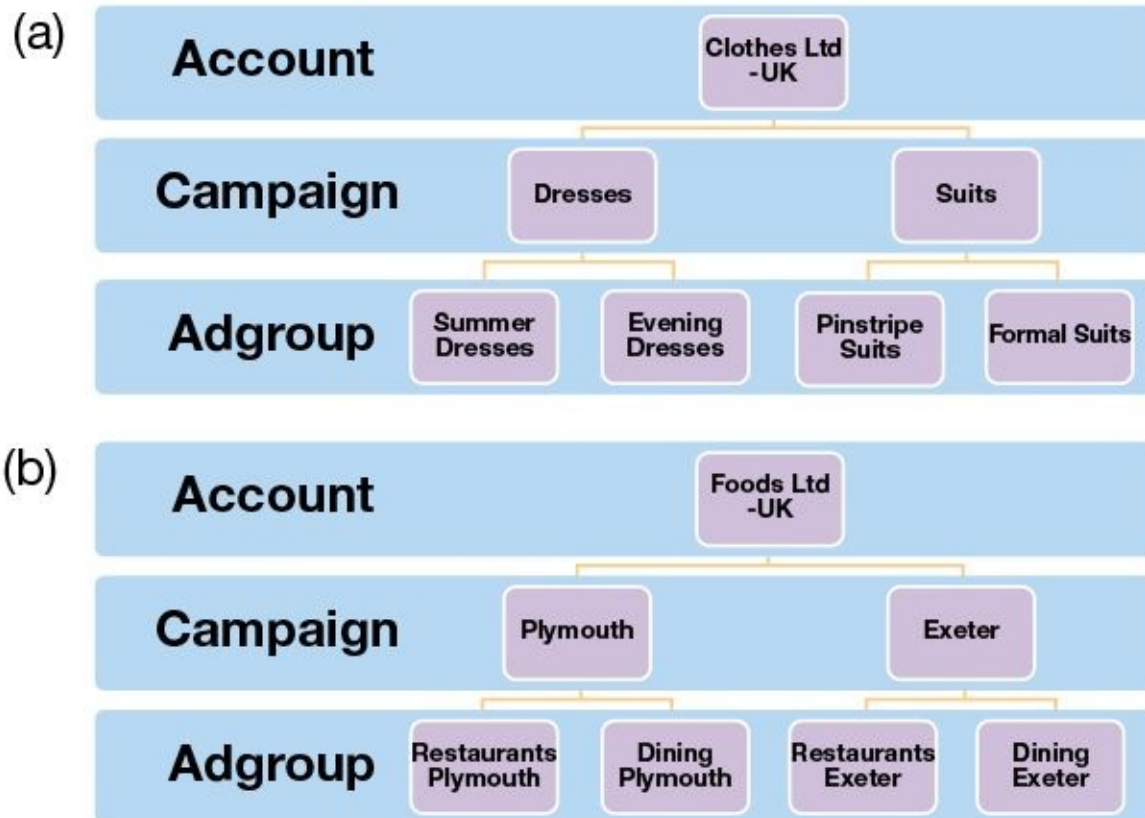 (a)
Account
Clothes Ltd
-UK
Campaign
Dresses
Suits
Adgroup
Summer
Dresses
Evening
Dresses
Pinstripe
Suits
Formal Suits
(b)
Account
Foods Ltd
-UK
Campaign
Plymouth
Exeter
Adgroup
Restaurants
Plymouth
Dining
Plymouth
Restaurants
Exeter
Dining
Exeter